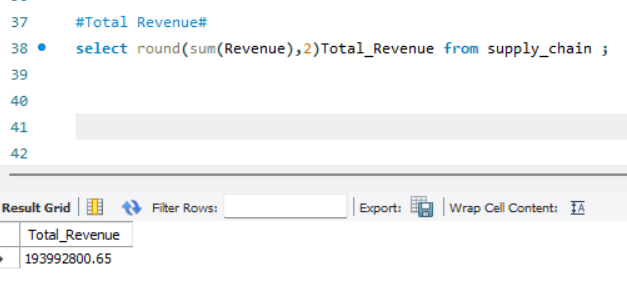 37 #Total Revenue#
38 select round(sum(Revenue),2)Total_Revenue from supply_chain ;
39
40
41
42
Result Grid Filter Rows: Export: Wrap Cell Content: IA
Total_Revenue
193992800.65